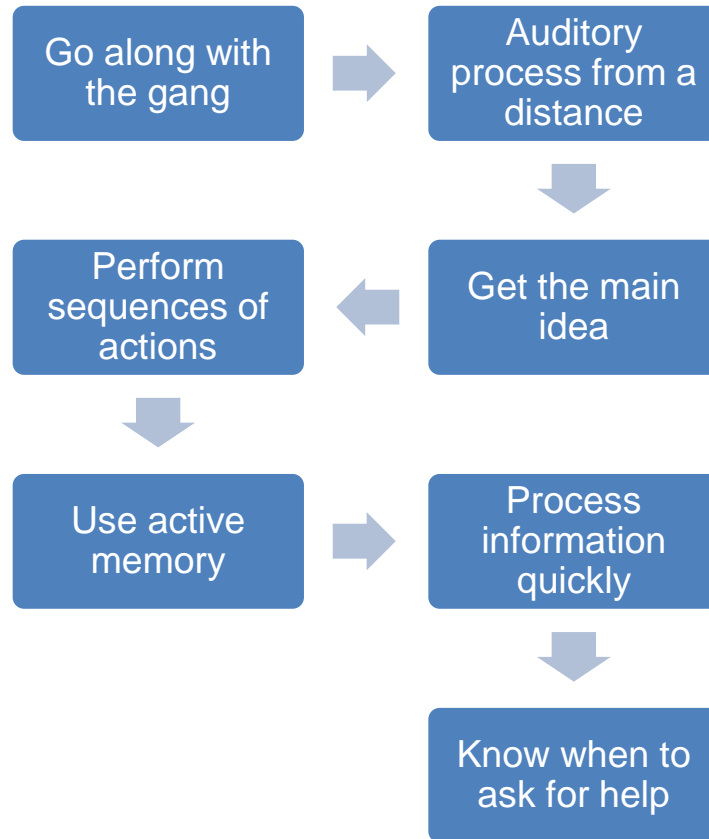 Go along with
the gang
Auditory
process from a
distance
Get the main
idea
Perform
sequences of
actions
Use active
memory
Process
information
quickly
Know when to
ask for help